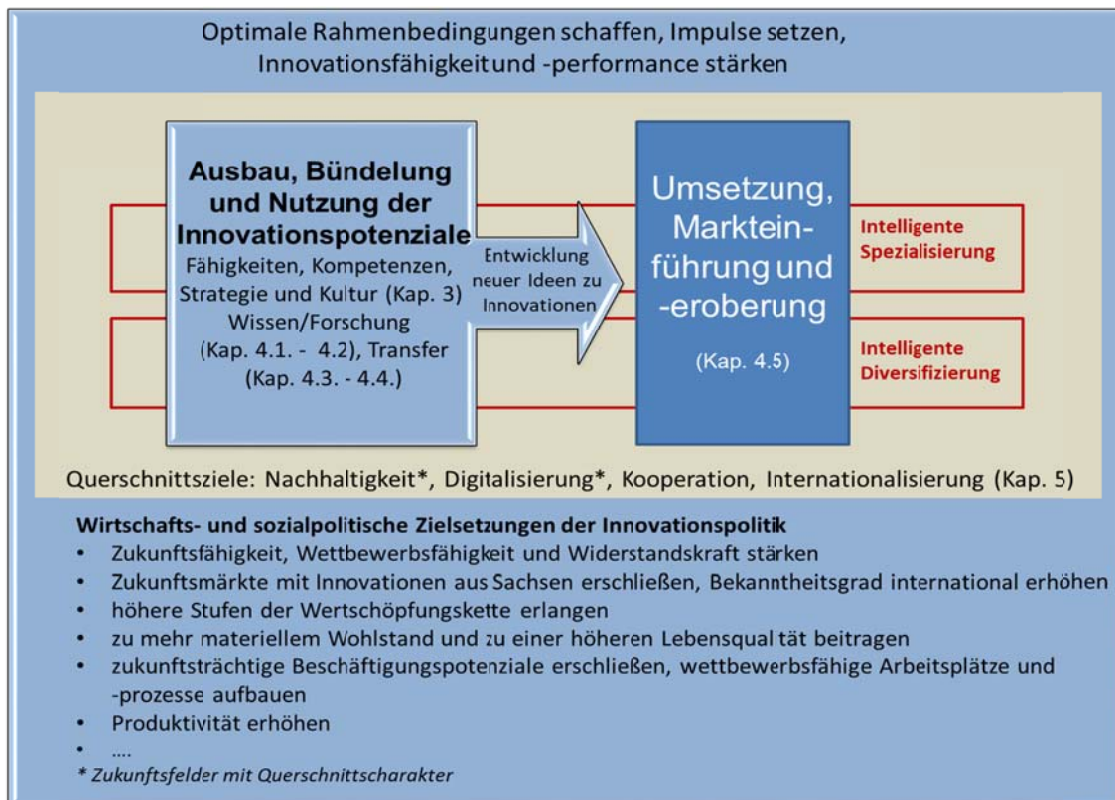 Optimale Rahmenbedingungen schaffen, Impulse setzen,
Innovationsfähigkeitund -performance stärken
Ausbau, Bündelung
und Nutzung der
Innovationspotenziale
Fähigkeiten, Kompetenzen,
Strategie und Kultur (Kap. 3)
Wissen/Forschung
(Kap. 4.1. - 4.2), Transfer
(Kap. 4.3. - 4.4.)
Entwicklung
neuer Ideen zu
Innovationen
Umsetzung,
Marktein-
führung und
-eroberung
(Kap. 4.5)
Intelligente
Spezialisierung
Intelligente
Diversifizierung
Querschnittsziele: Nachhaltigkeit*, Digitalisierung*, Kooperation, Internationalisierung (Kap. 5)
Wirtschafts- und sozialpolitische Zielsetzungen der Innovationspolitik
• Zukunftsfähigkeit, Wettbewerbsfähigkeit und Widerstandskraft stärken
• Zukunftsmärkte mit Innovationen aus Sachsen erschließen, Bekanntheitsgrad international erhöhen
• höhere Stufen der Wertschöpfungskette erlangen
• zu mehr materiellem Wohlstand und zu einer höheren Lebensqualität beitragen
• zukunftsträchtige Beschäftigungspotenziale erschließen, wettbewerbsfähige Arbeitsplätze und
-prozesse aufbauen
• Produktivität erhöhen
• ....
* Zukunftsfelder mit Querschnittscharakter